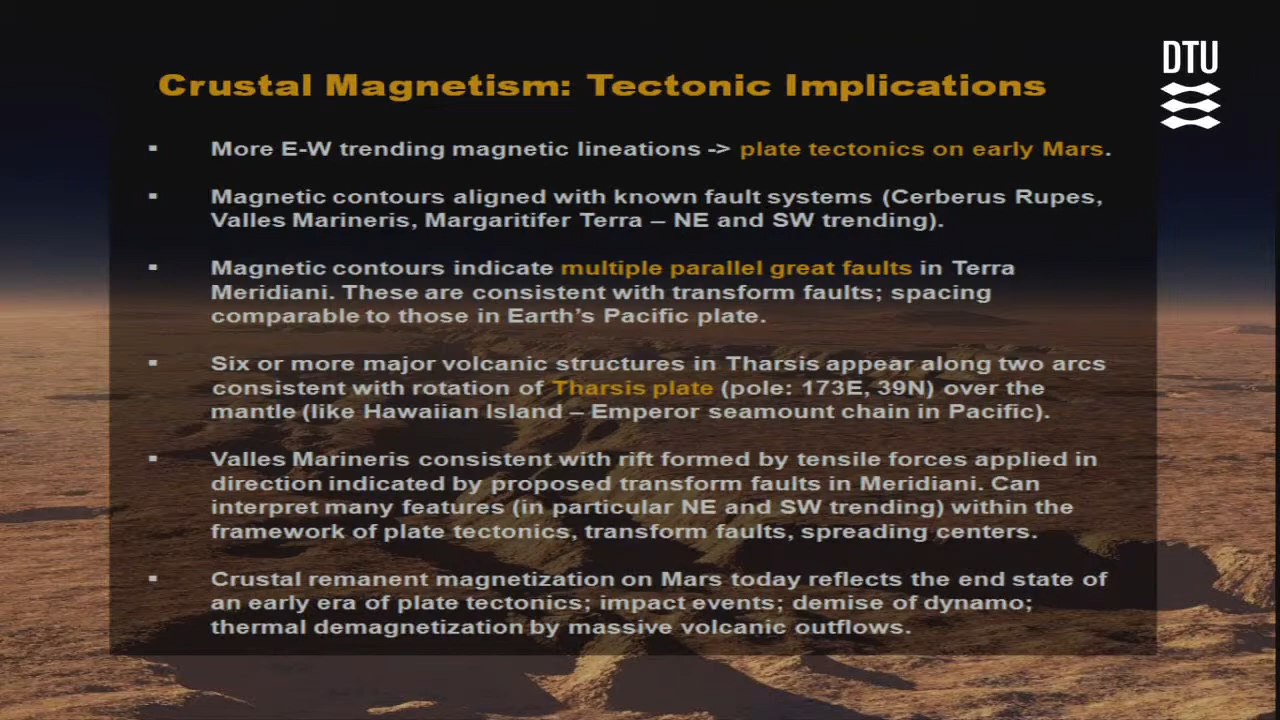 DTU
Crustal Magnetism: Tectonic Implications
▪ More E-W trending magnetic lineations -> plate tectonics on early Mars.
▪ Magnetic contours aligned with known fault systems (Cerberus Rupes,
Valles Marineris, Margaritifer Terra – NE and SW trending).
▪ Magnetic contours indicate multiple parallel great faults in Terra
Meridiani. These are consistent with transform faults; spacing
comparable to those in Earth’s Pacific plate.
▪ Six or more major volcanic structures in Tharsis appear along two arcs
consistent with rotation of Tharsis plate (pole: 173E, 39N) over the
mantle (like Hawaiian Island – Emperor seamount chain in Pacific).
▪ Valles Marineris consistent with rift formed by tensile forces applied in
direction indicated by proposed transform faults in Meridiani. Can
interpret many features (in particular NE and SW trending) within the
framework of plate tectonics, transform faults, spreading centers.
▪ Crustal remanent magnetization on Mars today reflects the end state of
an early era of plate tectonics; impact events; demise of dynamo;
thermal demagnetization by massive volcanic outflows.